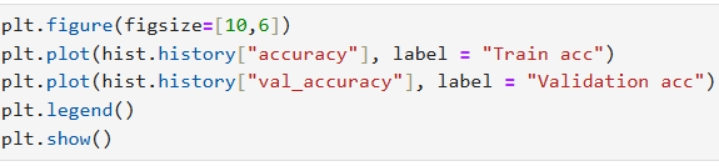 plt.figure(figsize=[10,6])
plt.plot(hist.history["accuracy"], label = "Train acc")
plt.plot(hist.history["val_accuracy"], label = "Validation acc")
plt.legend()
plt.show()